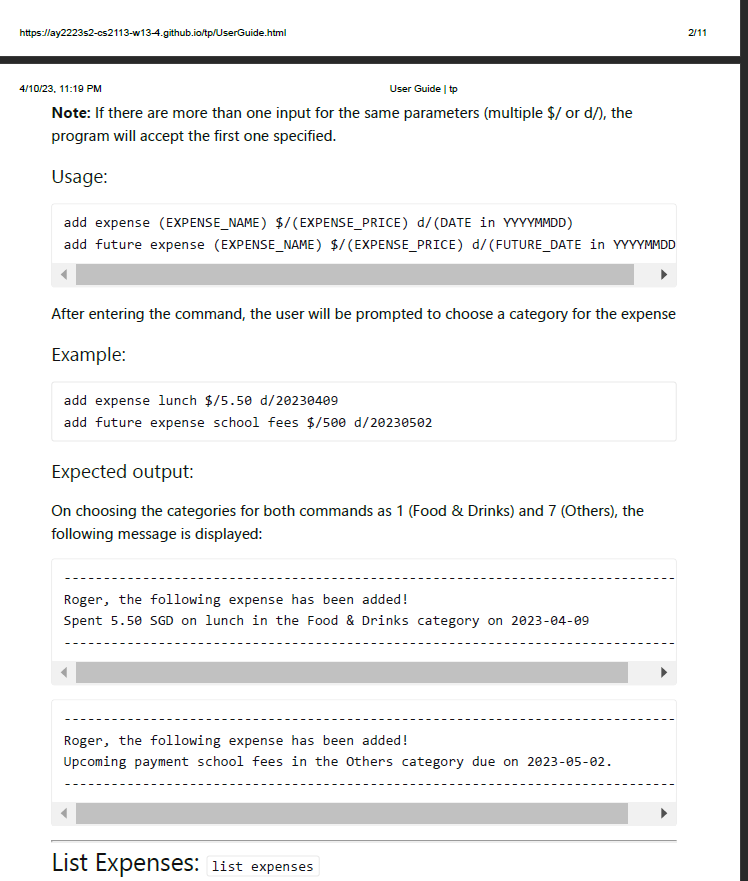 https://ay2223s2-cs2113-w13-4.github.io/tp/UserGuide.html 2/11
4/10/23, 11:19 PM User Guide | tp
Note: If there are more than one input for the same parameters (multiple $/ or d/), the
program will accept the first one specified.
Usage:
add expense (EXPENSE_NAME) $/(EXPENSE_PRICE) d/(DATE in YYYYMMDD)
add future expense (EXPENSE_NAME) $/(EXPENSE_PRICE) d/(FUTURE_DATE in YYYYMMDD
After entering the command, the user will be prompted to choose a category for the expense
Example:
add expense lunch $/5.50 d/20230409
add future expense school fees $/500 d/20230502
Expected output:
On choosing the categories for both commands as 1 (Food & Drinks) and 7 (Others), the
following message is displayed:
--------------------------------------------------------------------------------
Roger, the following expense has been added!
Spent 5.50 SGD on lunch in the Food & Drinks category on 2023-04-09
--------------------------------------------------------------------------------
--------------------------------------------------------------------------------
Roger, the following expense has been added!
Upcoming payment school fees in the Others category due on 2023-05-02.
--------------------------------------------------------------------------------
List Expenses: list expenses